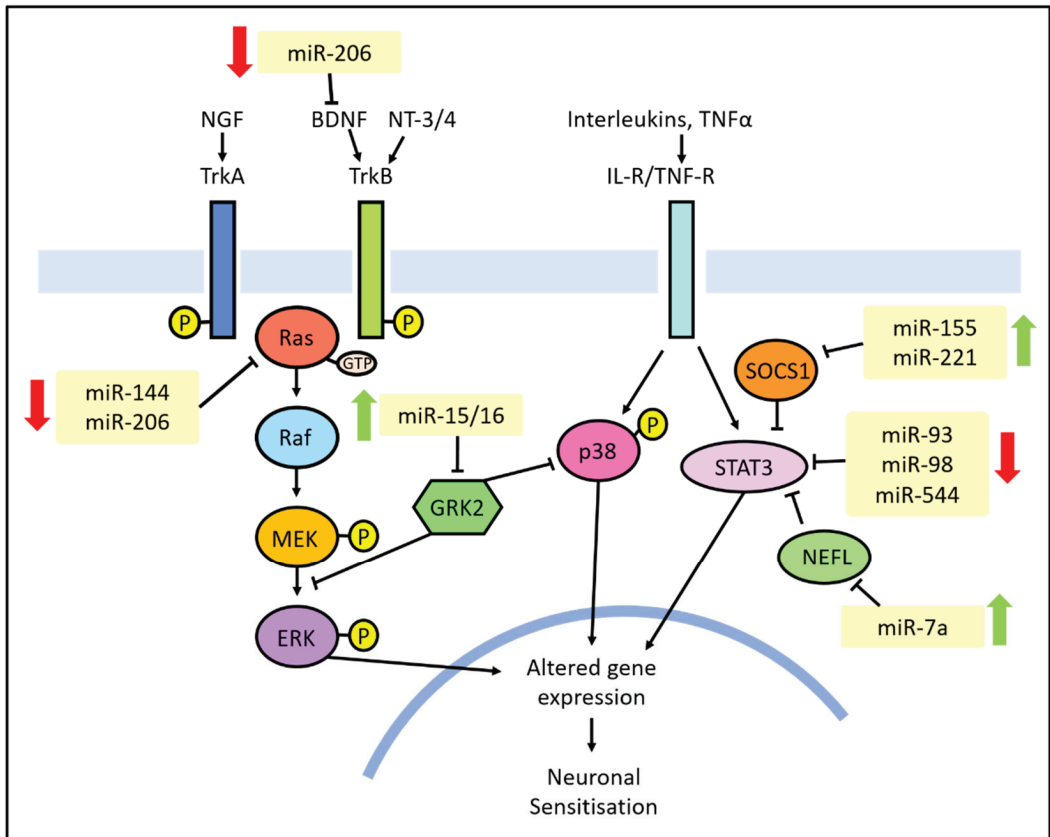 miR-206
NGF
BDNF
NT-3/4
Interleukins, TNFα
TrkA
TrkB
IL-R/TNF-R
P
P
Ras
GTP
miR-155
miR-221
SOCS1
miR-144
miR-206
miR-15/16
Raf
P
p38
STAT3
miR-93
miR-98
miR-544
GRK2
MEK
P
NEFL
ERK
P
miR-7a
Altered gene
expression
Neuronal
Sensitisation